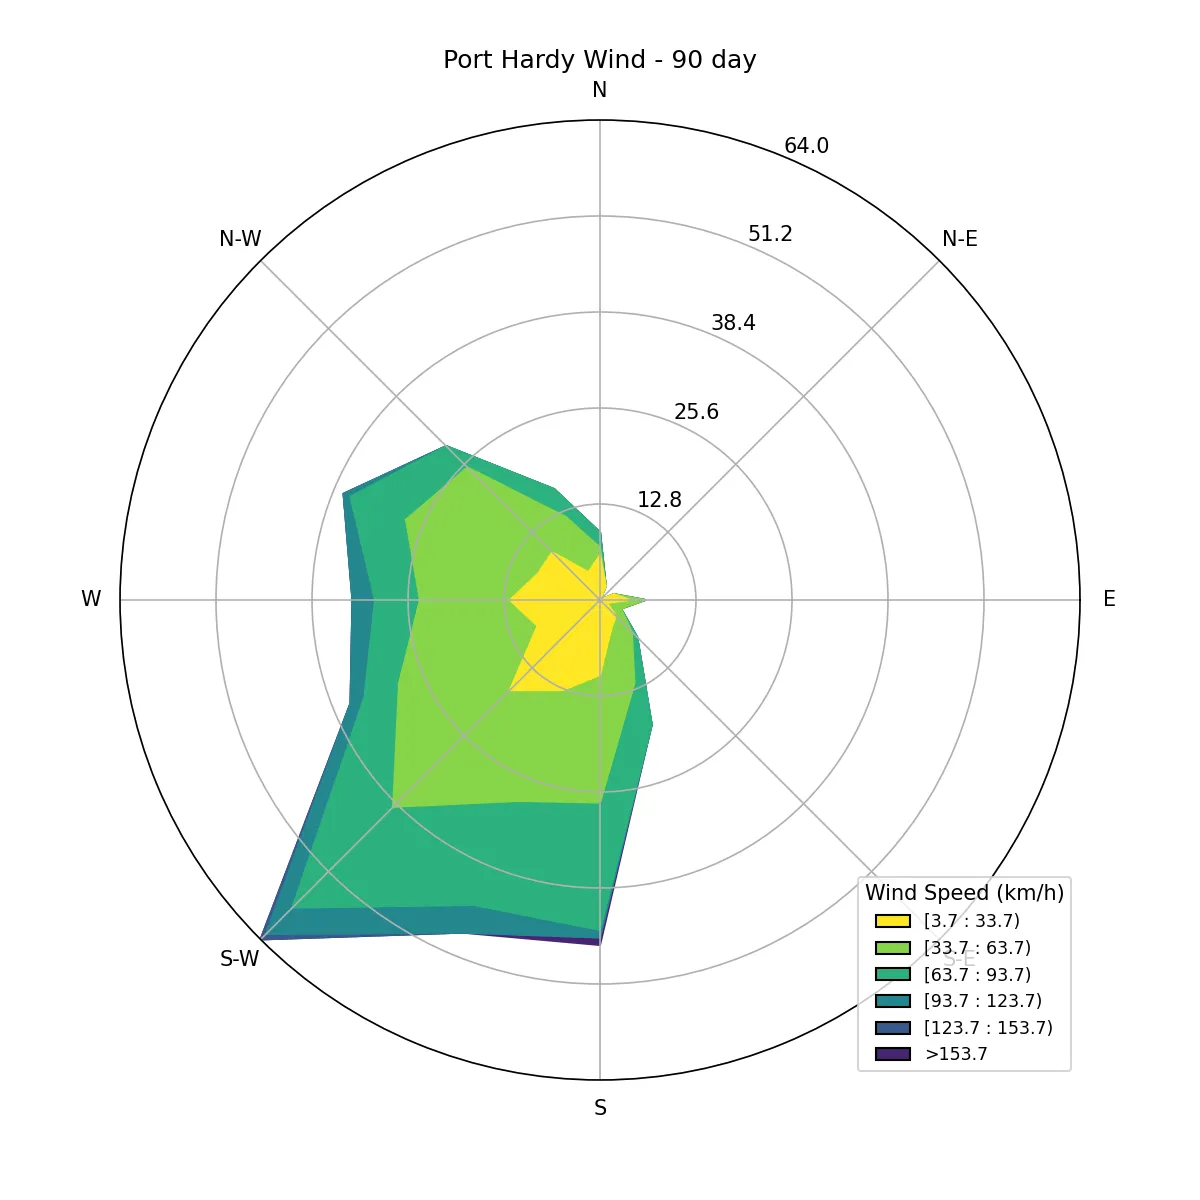 Port Hardy Wind - 90 day
N
64.0
N-W
51.2
N-E
38.4
25.6
12.8
W
E
Wind Speed (km/h)
[3.7 : 33.7)
[33.7 : 63.7)
S-W
S-E
[63.7 : 93.7)
[93.7 : 123.7)
[123.7 : 153.7)
>153.7
S